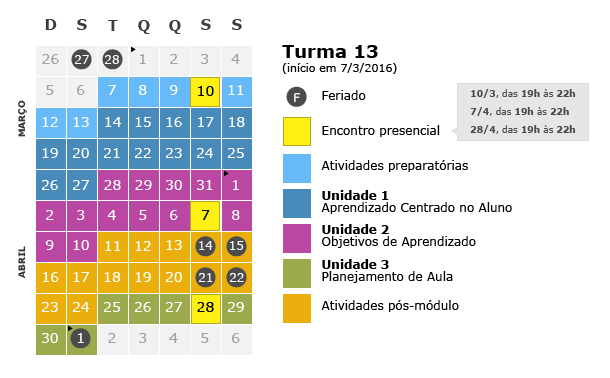 D S T Q Q S S
26 27 28 1 2 3 4
5 6 7 8 9 10 11
12 13 14 15 16 17 18
19 20 21 22 23 24 25
26 27 28 29 30 31 1
2 3 4 5 6 7 8
9 10 11 12 13 14 15
16 17 18 19 20 21 22
23 24 25 26 27 28 29
30 1 2 3 4 5 6
MARÇO
ABRIL
Turma 13
(início em 7/3/2016)
F Feriado
Encontro presencial
10/3, das 19h às 22h
7/4, das 19h às 22h
28/4, das 19h às 22h
Atividades preparatórias
Unidade 1
Aprendizado Centrado no Aluno
Unidade 2
Objetivos de Aprendizado
Unidade 3
Planejamento de Aula
Atividades pós-módulo